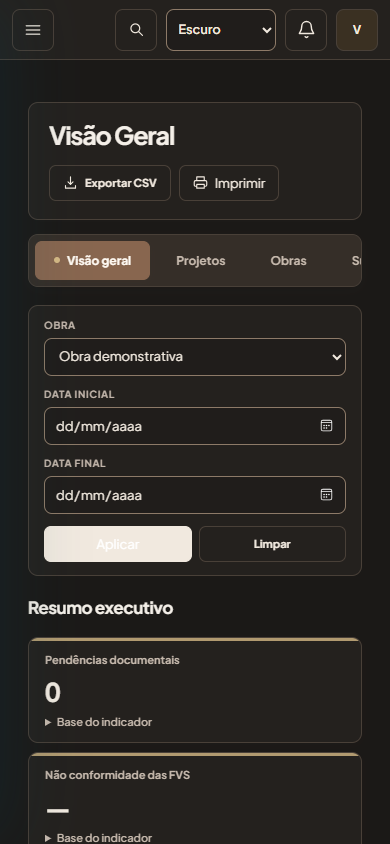 Escuro
V
Visão Geral
Exportar CSV
Imprimir
Visão geral
Projetos
Obras
OBRA
Obra demonstrativa
DATA INICIAL
dd/mm/aaaa
DATA FINAL
dd/mm/aaaa
Aplicar
Limpar
Resumo executivo
Pendências documentais
0
Base do indicador
Não conformidade das FVS
—
Base do indicador